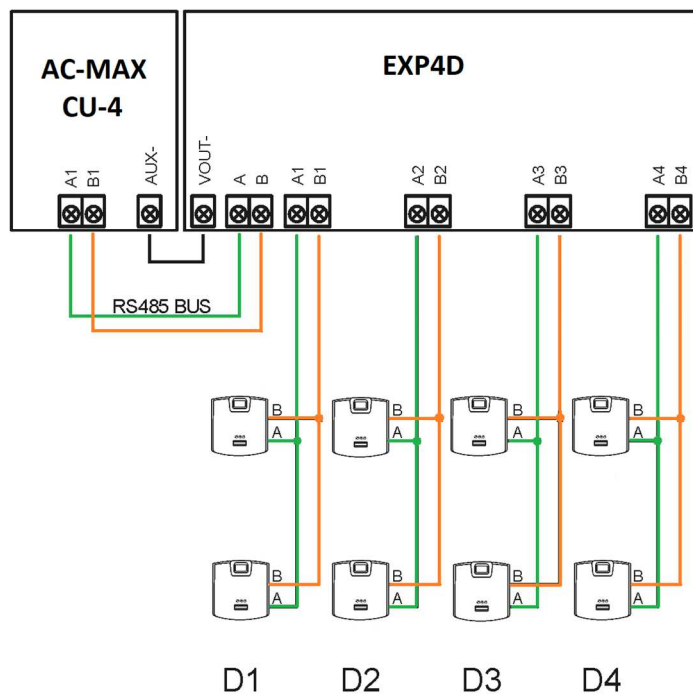 AC-MAX
CU-4
EXP4D
A1
B1
AUX-
VOUT-
A
B
A1
B1
A2
B2
A3
B3
A4
B4
RS485 BUS
B
B
B
B
A
A
A
A
B
B
B
B
A
A
A
A
D1
D2
D3
D4